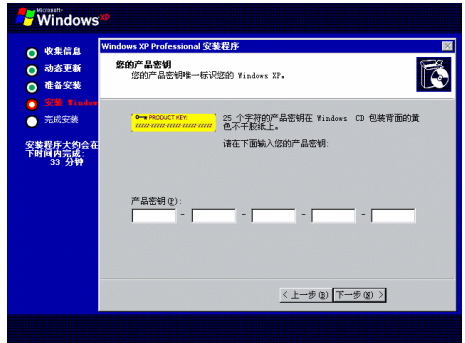 Microsoft
Windows xp
收集信息
动态更新
准备安装
安装 Window
完成安装
安装程序大约会在
下时间内完成:
33 分钟
Windows XP Professional 安装程序
您的产品密钥
您的产品密钥唯一标识您的 Windows XP。
PRODUCT KEY:
25 个字符的产品密钥在 Windows CD 包装背面的黄
色不干胶纸上。
请在下面输入您的产品密钥:
产品密钥(P):
- - - -
< 上一步(B) 下一步(N) >